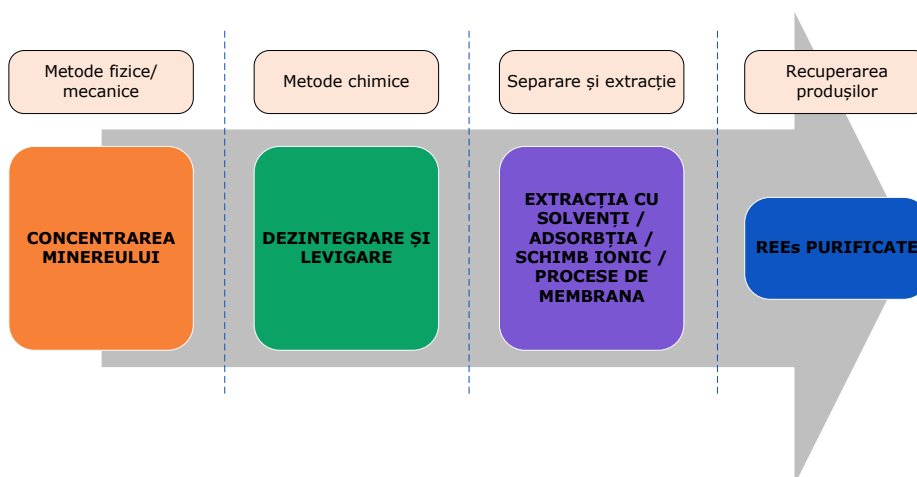 Metode fizice/
mecanice
Metode chimice
Separare și extracție
Recuperarea
produșilor
CONCENTRAREA
MINEREULUI
DEZINTEGRARE ȘI
LEVIGARE
EXTRACȚIA CU
SOLVENȚI /
ADSORBȚIA /
SCHIMB IONIC /
PROCESE DE
MEMBRANA
REEs PURIFICATE